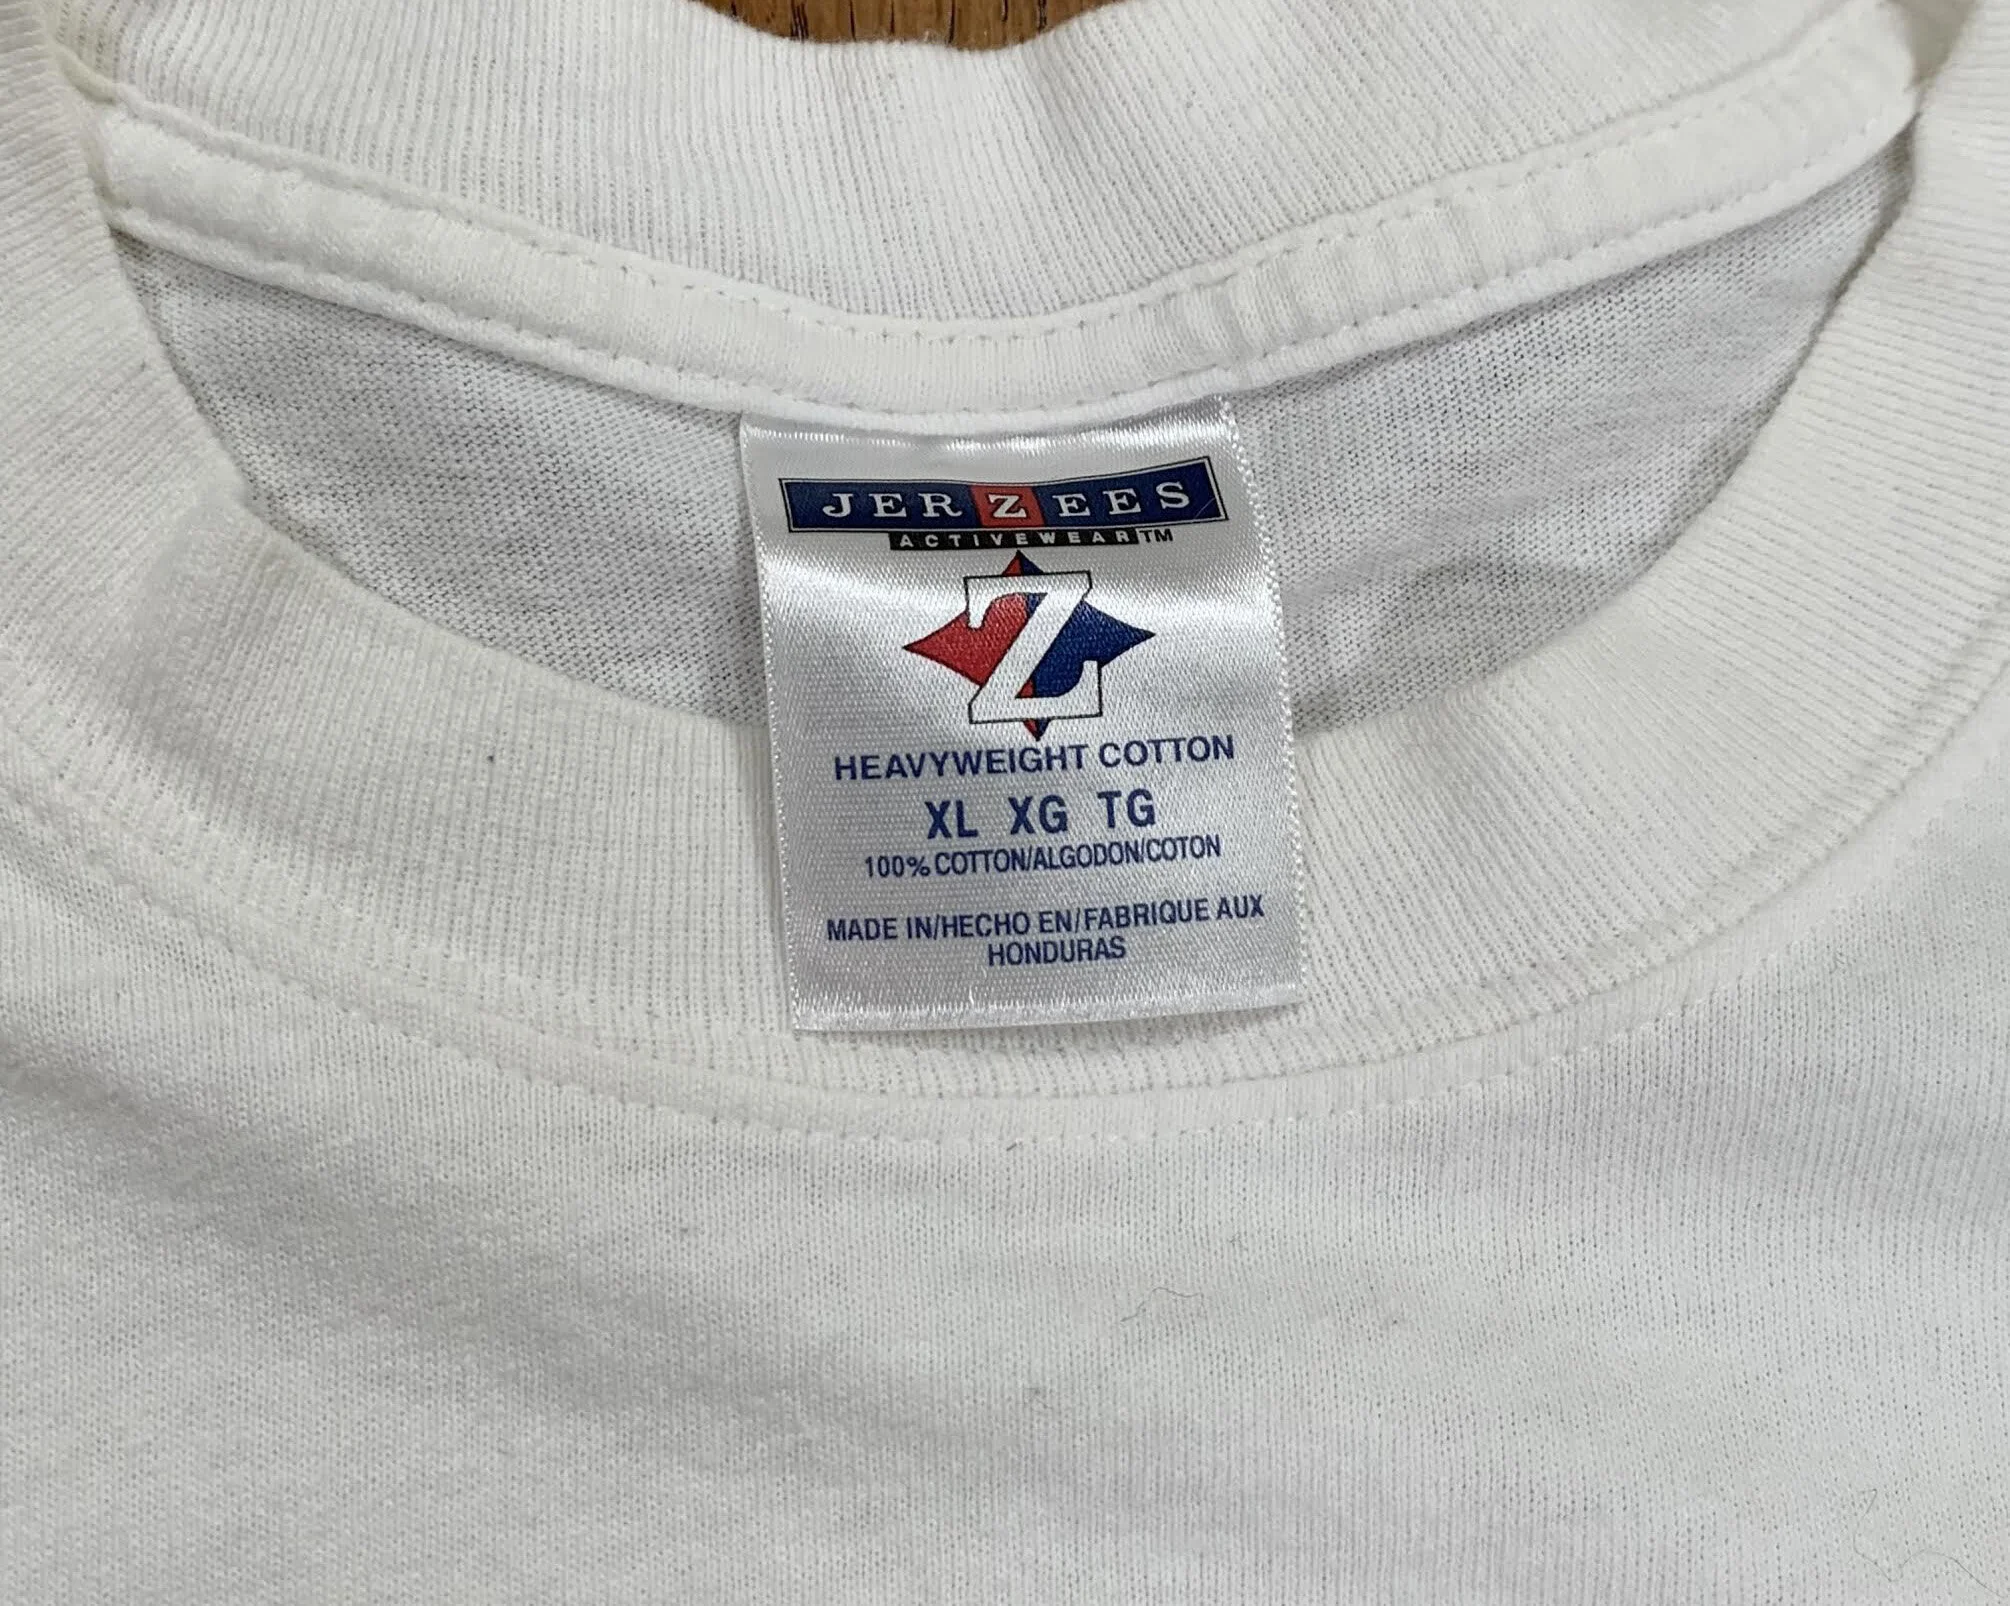 JERZEES
ACTIVEWEAR™
Z
HEAVYWEIGHT COTTON
XL XG TG
100% COTTON/ALGODON/COTON
MADE IN/HECHO EN/FABRIQUE AUX
HONDURAS